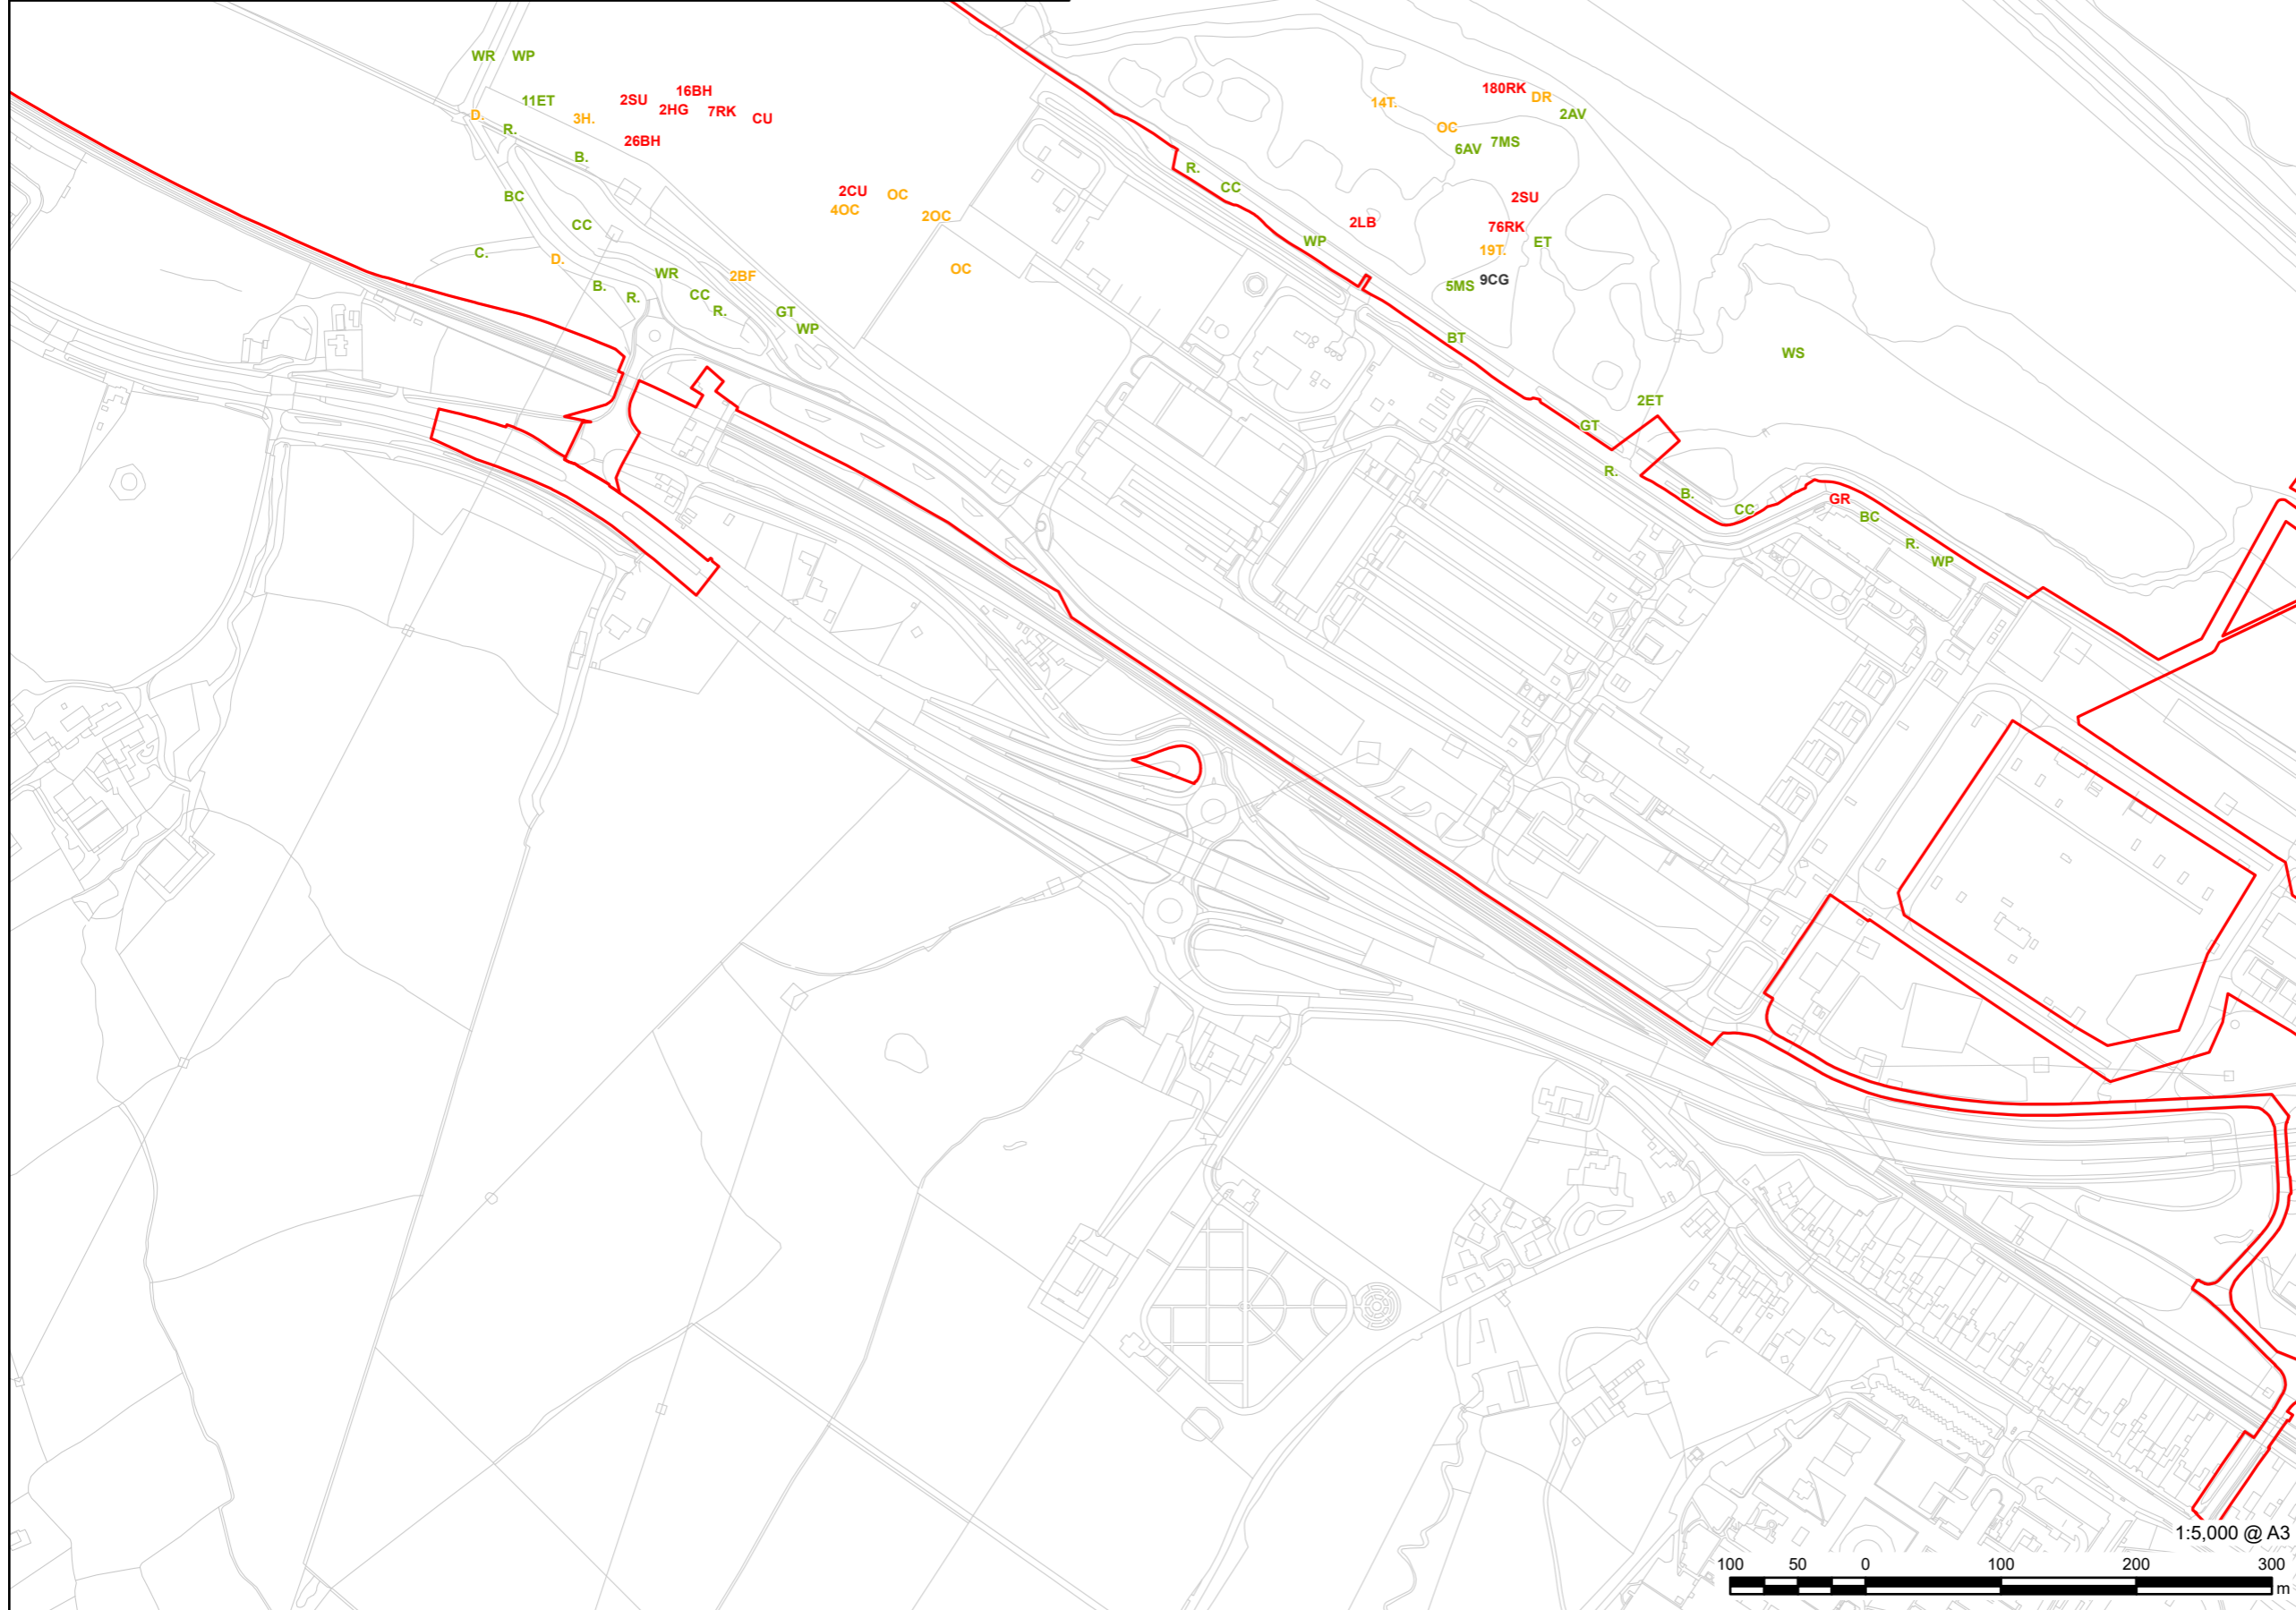 WR WP
11ET
2SU
16BH
2HG
7RK
CU
D.
R.
3H.
26BH
B.
BC
CC
C.
D.
B.
R.
WR
CC
R.
2BF
GT
WP
2CU
4OC
OC
2OC
OC
14T.
180RK
DR
2AV
OC
6AV
7MS
R.
CC
2SU
2LB
76RK
WP
ET
19T.
9CG
5MS
BT
WS
2ET
GT
R.
B.
CC
GR
BC
R.
WP
1:5,000 @ A3
100 50 0 100 200 300
m